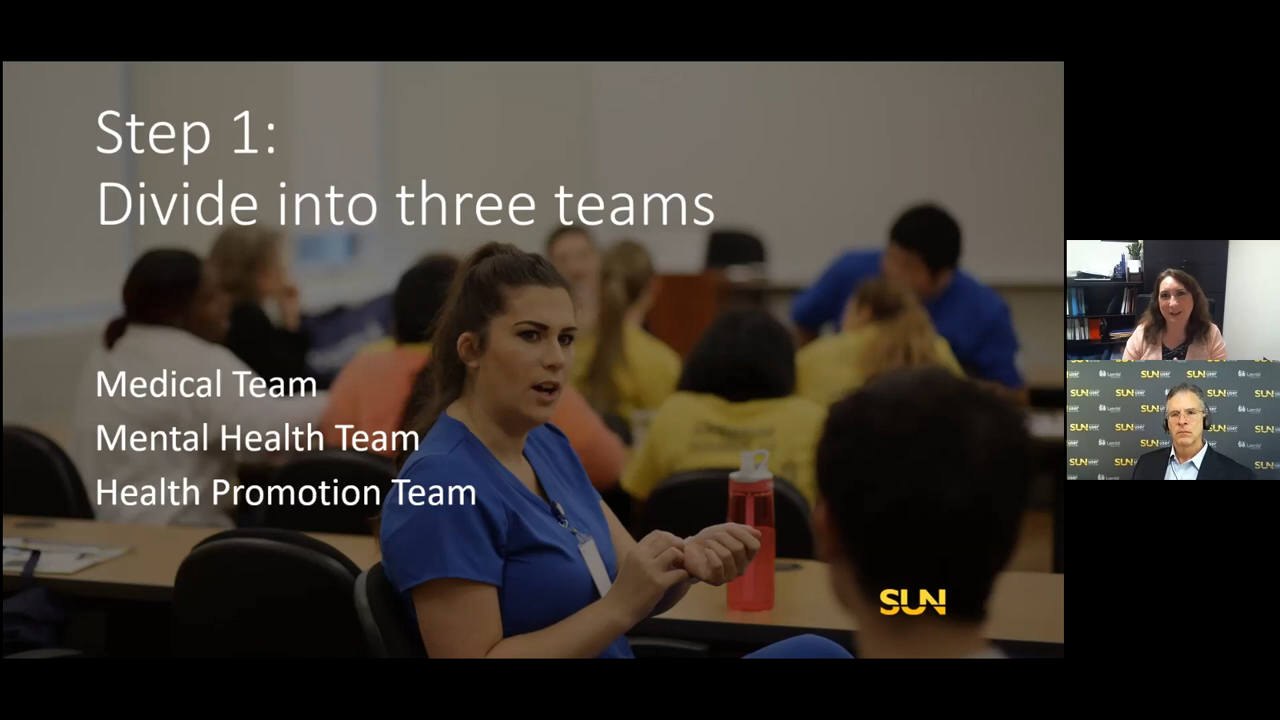 Step 1:
Divide into three teams
Medical Team
Mental Health Team
Health Promotion Team
SUN